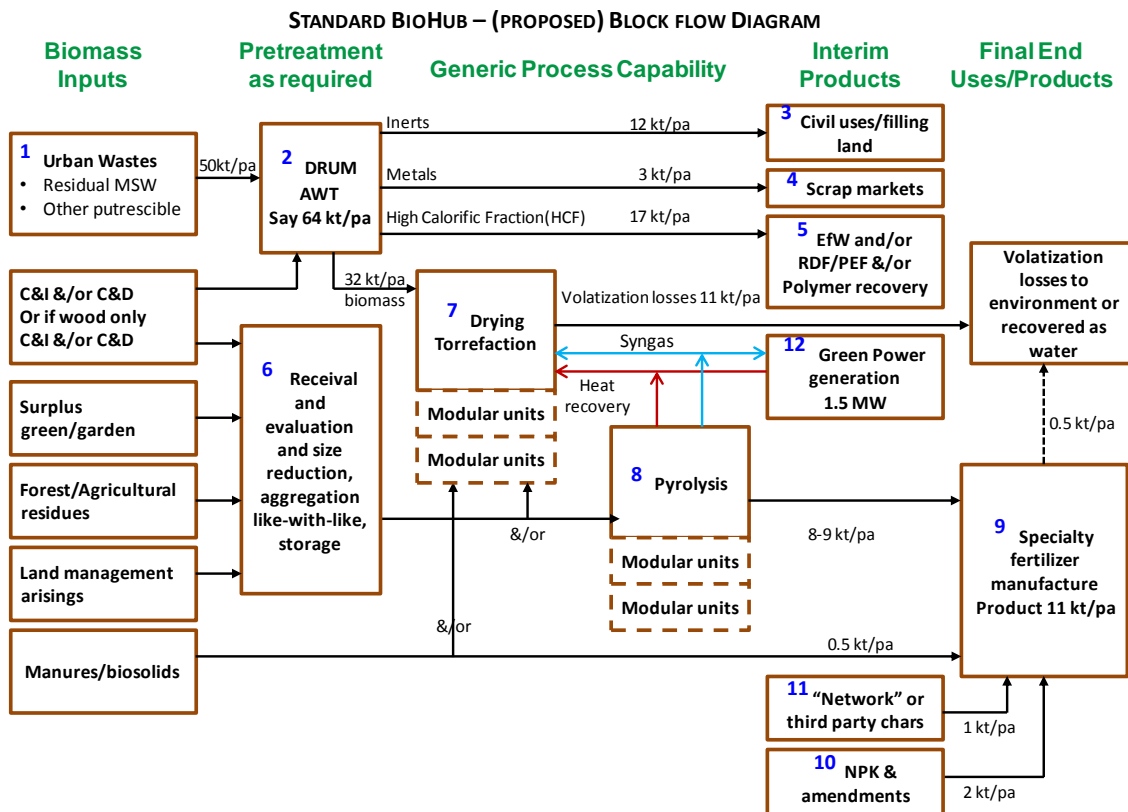 STANDARD BIOHUB – (PROPOSED) BLOCK FLOW DIAGRAM
Biomass
Inputs
Pretreatment
as required
Generic Process Capability
Interim
Products
Final End
Uses/Products
1 Urban Wastes
• Residual MSW
• Other putrescible
50kt/pa
2 DRUM
AWT
Say 64 kt/pa
Inerts
12 kt/pa
Metals
3 kt/pa
High Calorific Fraction(HCF)
17 kt/pa
3 Civil uses/filling
land
4 Scrap markets
5 EfW and/or
RDF/PEF &/or
Polymer recovery
C&I &/or C&D
Or if wood only
C&I &/or C&D
32 kt/pa
biomass
7 Drying
Torrefaction
Modular units
Modular units
Volatization losses 11 kt/pa
Syngas
Heat
recovery
12 Green Power
generation
1.5 MW
Volatization
losses to
environment or
recovered as
water
0.5 kt/pa
6 Receival
and
evaluation
and size
reduction,
aggregation
like-with-like,
storage
Surplus
green/garden
Forest/Agricultural
residues
Land management
arisings
Manures/biosolids
&/or
&/or
8 Pyrolysis
Modular units
Modular units
8-9 kt/pa
0.5 kt/pa
9 Specialty
fertilizer
manufacture
Product 11 kt/pa
11 “Network” or
third party chars
1 kt/pa
10 NPK &
amendments
2 kt/pa